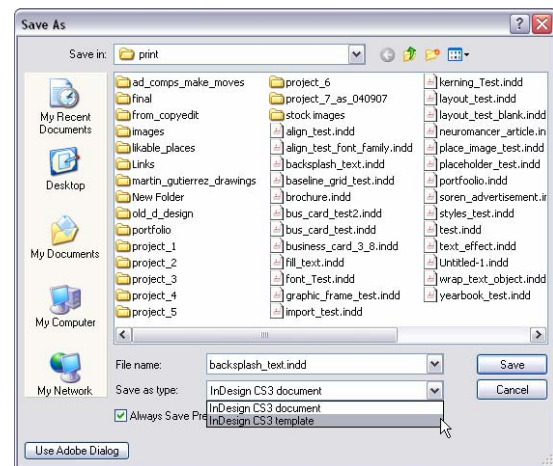 Save As
Save in:
print
My Recent
Documents
Desktop
My Documents
My Computer
My Network
ad_comps_make_moves
final
from_copyedit
images
likable_places
Links
martin_gutierrez_drawings
New Folder
old_d_design
portfolio
project_1
project_2
project_3
project_4
project_5
project_6
project_7_as_040907
stock images
align_test.indd
align_test_font_family.indd
backsplash_text.indd
baseline_grid_test.indd
brochure.indd
bus_card_test2.indd
bus_card_test.indd
business_card_3_8.indd
fill_text.indd
font_Test.indd
graphic_frame_test.indd
import_test.indd
kerning_Test.indd
layout_test.indd
layout_test_blank.indd
neuromancer_article.in
place_image_test.indd
placeholder_test.indd
portfoolio.indd
soren_advertisement.ir
styles_test.indd
test.indd
text_effect.indd
Untitled-1.indd
wrap_text_object.indd
yearbook_test.indd
File name:
backsplash_text.indd
Save
Save as type:
InDesign CS3 document
Cancel
Always Save Pre
InDesign CS3 document
InDesign CS3 template
Use Adobe Dialog